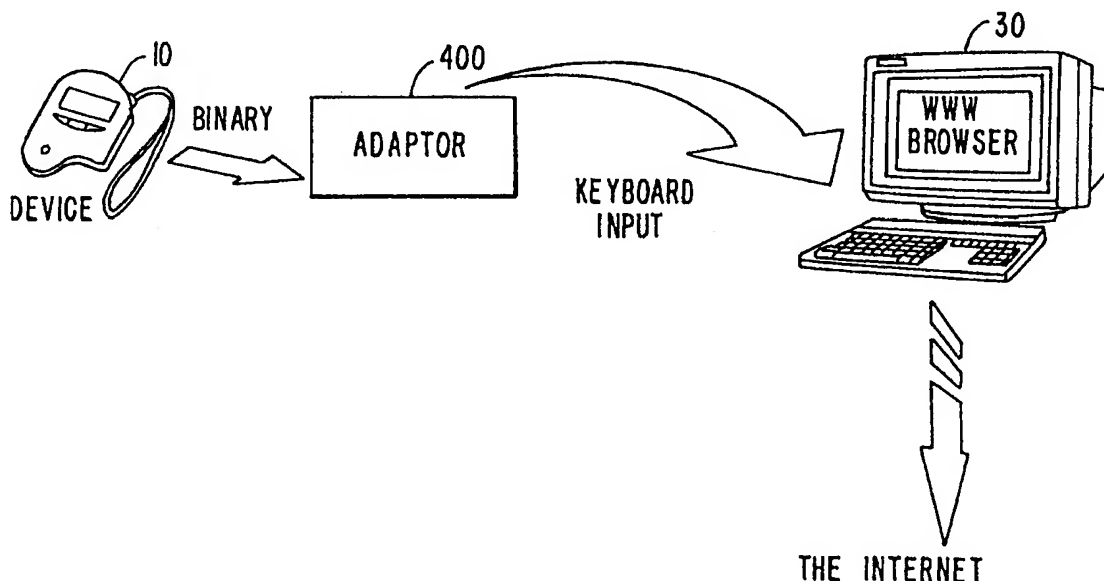 10
DEVICE
BINARY
400
ADAPTOR
KEYBOARD
INPUT
30
WWW
BROWSER
THE INTERNET